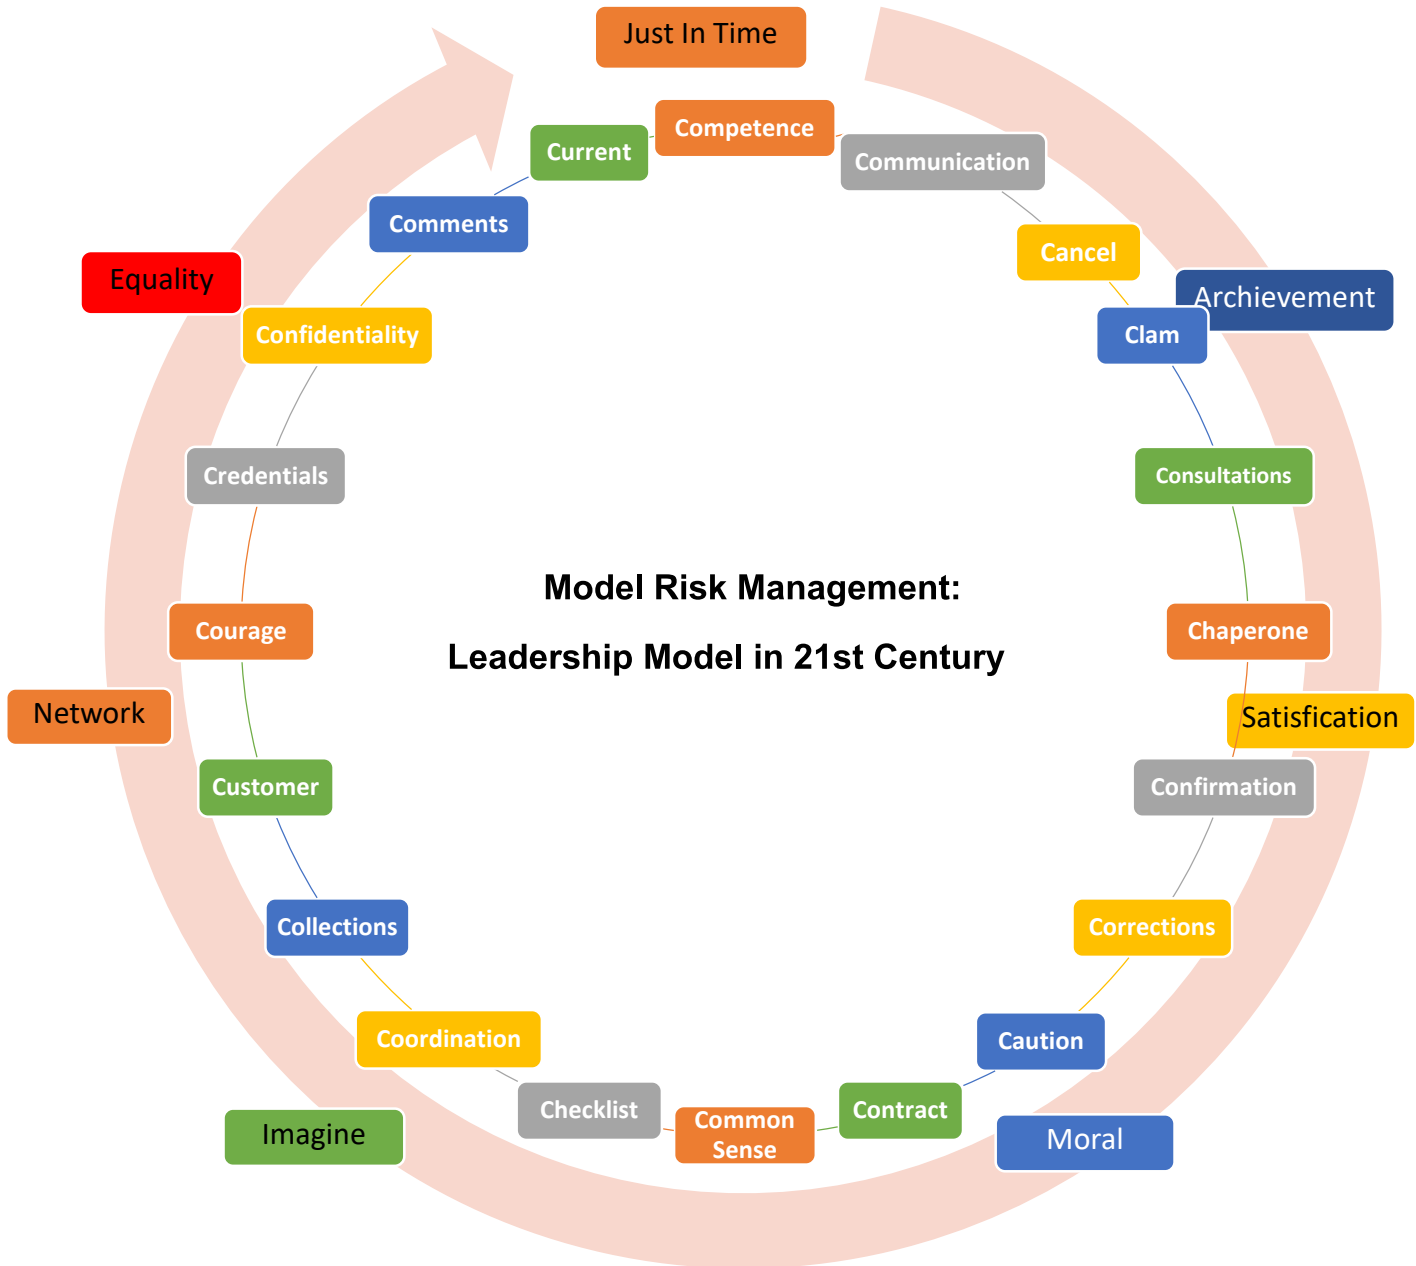 Just In Time
Competence
Communication
Cancel
Archievement
Clam
Consultations
Chaperone
Satisfication
Confirmation
Corrections
Caution
Moral
Contract
Common
Sense
Checklist
Coordination
Imagine
Collections
Customer
Network
Courage
Credentials
Confidentiality
Equality
Comments
Current
Model Risk Management:
Leadership Model in 21st Century